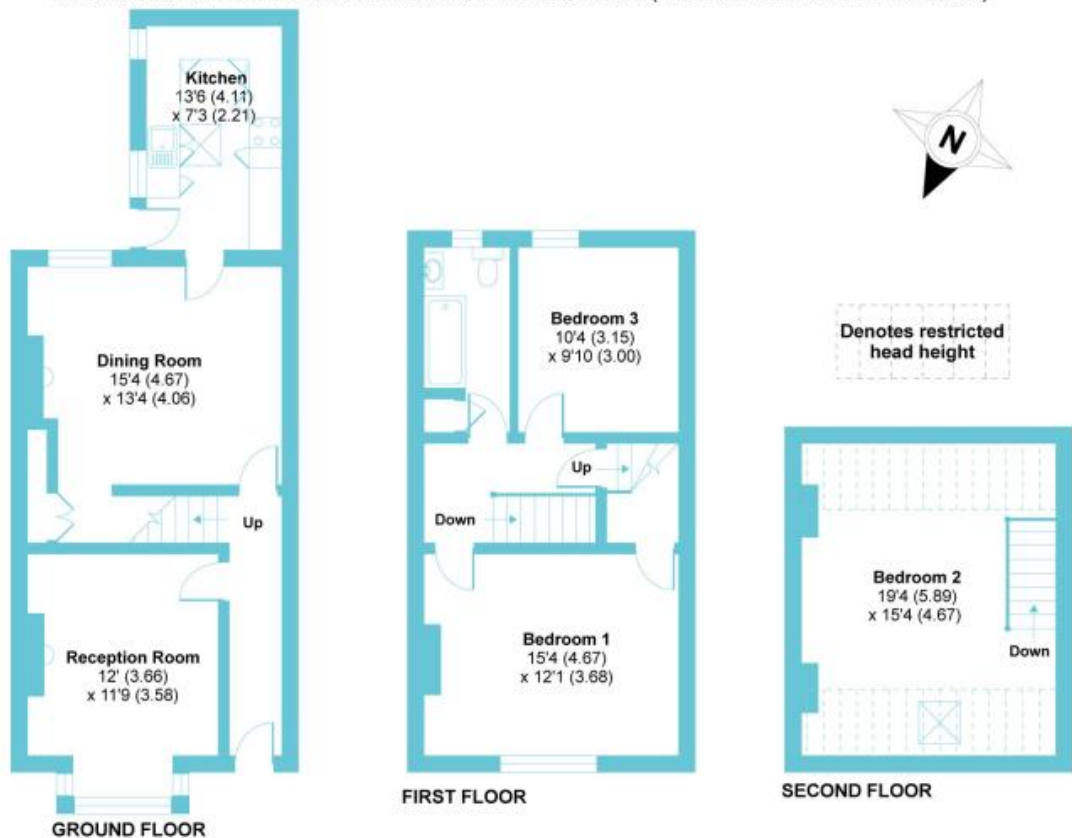 Kitchen
13'6 (4.11)
x 7'3 (2.21)
N
Dining Room
15'4 (4.67)
x 13'4 (4.06)
Up
Reception Room
12' (3.66)
x 11'9 (3.58)
GROUND FLOOR
Bedroom 3
10'4 (3.15)
x 9'10 (3.00)
Up
Down
Bedroom 1
15'4 (4.67)
x 12'1 (3.68)
FIRST FLOOR
Denotes restricted
head height
Bedroom 2
19'4 (5.89)
x 15'4 (4.67)
Down
SECOND FLOOR